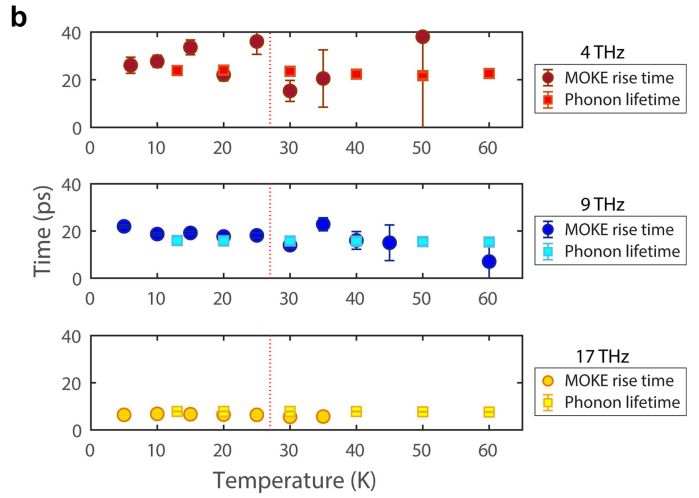 b
40
20
0
0 10 20 30 40 50 60
4 THz
MOKE rise time
Phonon lifetime
40
20
0
0 10 20 30 40 50 60
9 THz
MOKE rise time
Phonon lifetime
Time (ps)
40
20
0
0 10 20 30 40 50 60
17 THz
MOKE rise time
Phonon lifetime
Temperature (K)